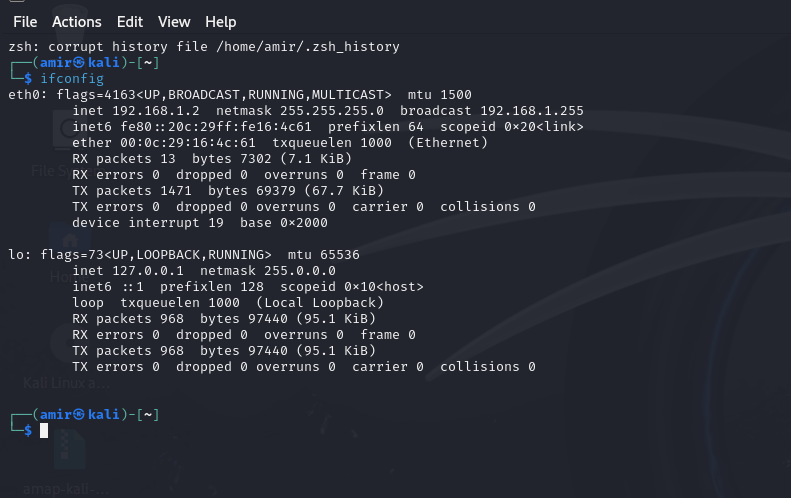 File Actions Edit View Help
zsh: corrupt history file /home/amir/.zsh_history
┌──(amir㉿kali)-[~]
└─$ ifconfig
eth0: flags=4163<UP,BROADCAST,RUNNING,MULTICAST>  mtu 1500
        inet 192.168.1.2  netmask 255.255.255.0  broadcast 192.168.1.255
        inet6 fe80::20c:29ff:fe16:4c61  prefixlen 64  scopeid 0×20<link>
        ether 00:0c:29:16:4c:61  txqueuelen 1000  (Ethernet)
        RX packets 13  bytes 7302 (7.1 KiB)
        RX errors 0  dropped 0  overruns 0  frame 0
        TX packets 1471  bytes 69379 (67.7 KiB)
        TX errors 0  dropped 0 overruns 0  carrier 0  collisions 0
        device interrupt 19  base 0×2000

lo: flags=73<UP,LOOPBACK,RUNNING>  mtu 65536
        inet 127.0.0.1  netmask 255.0.0.0
        inet6 ::1  prefixlen 128  scopeid 0×10<host>
        loop  txqueuelen 1000  (Local Loopback)
        RX packets 968  bytes 97440 (95.1 KiB)
        RX errors 0  dropped 0  overruns 0  frame 0
        TX packets 968  bytes 97440 (95.1 KiB)
        TX errors 0  dropped 0 overruns 0  carrier 0  collisions 0

┌──(amir㉿kali)-[~]
└─$
File Sys
Home
Kali Linux a...
amap-kali-...